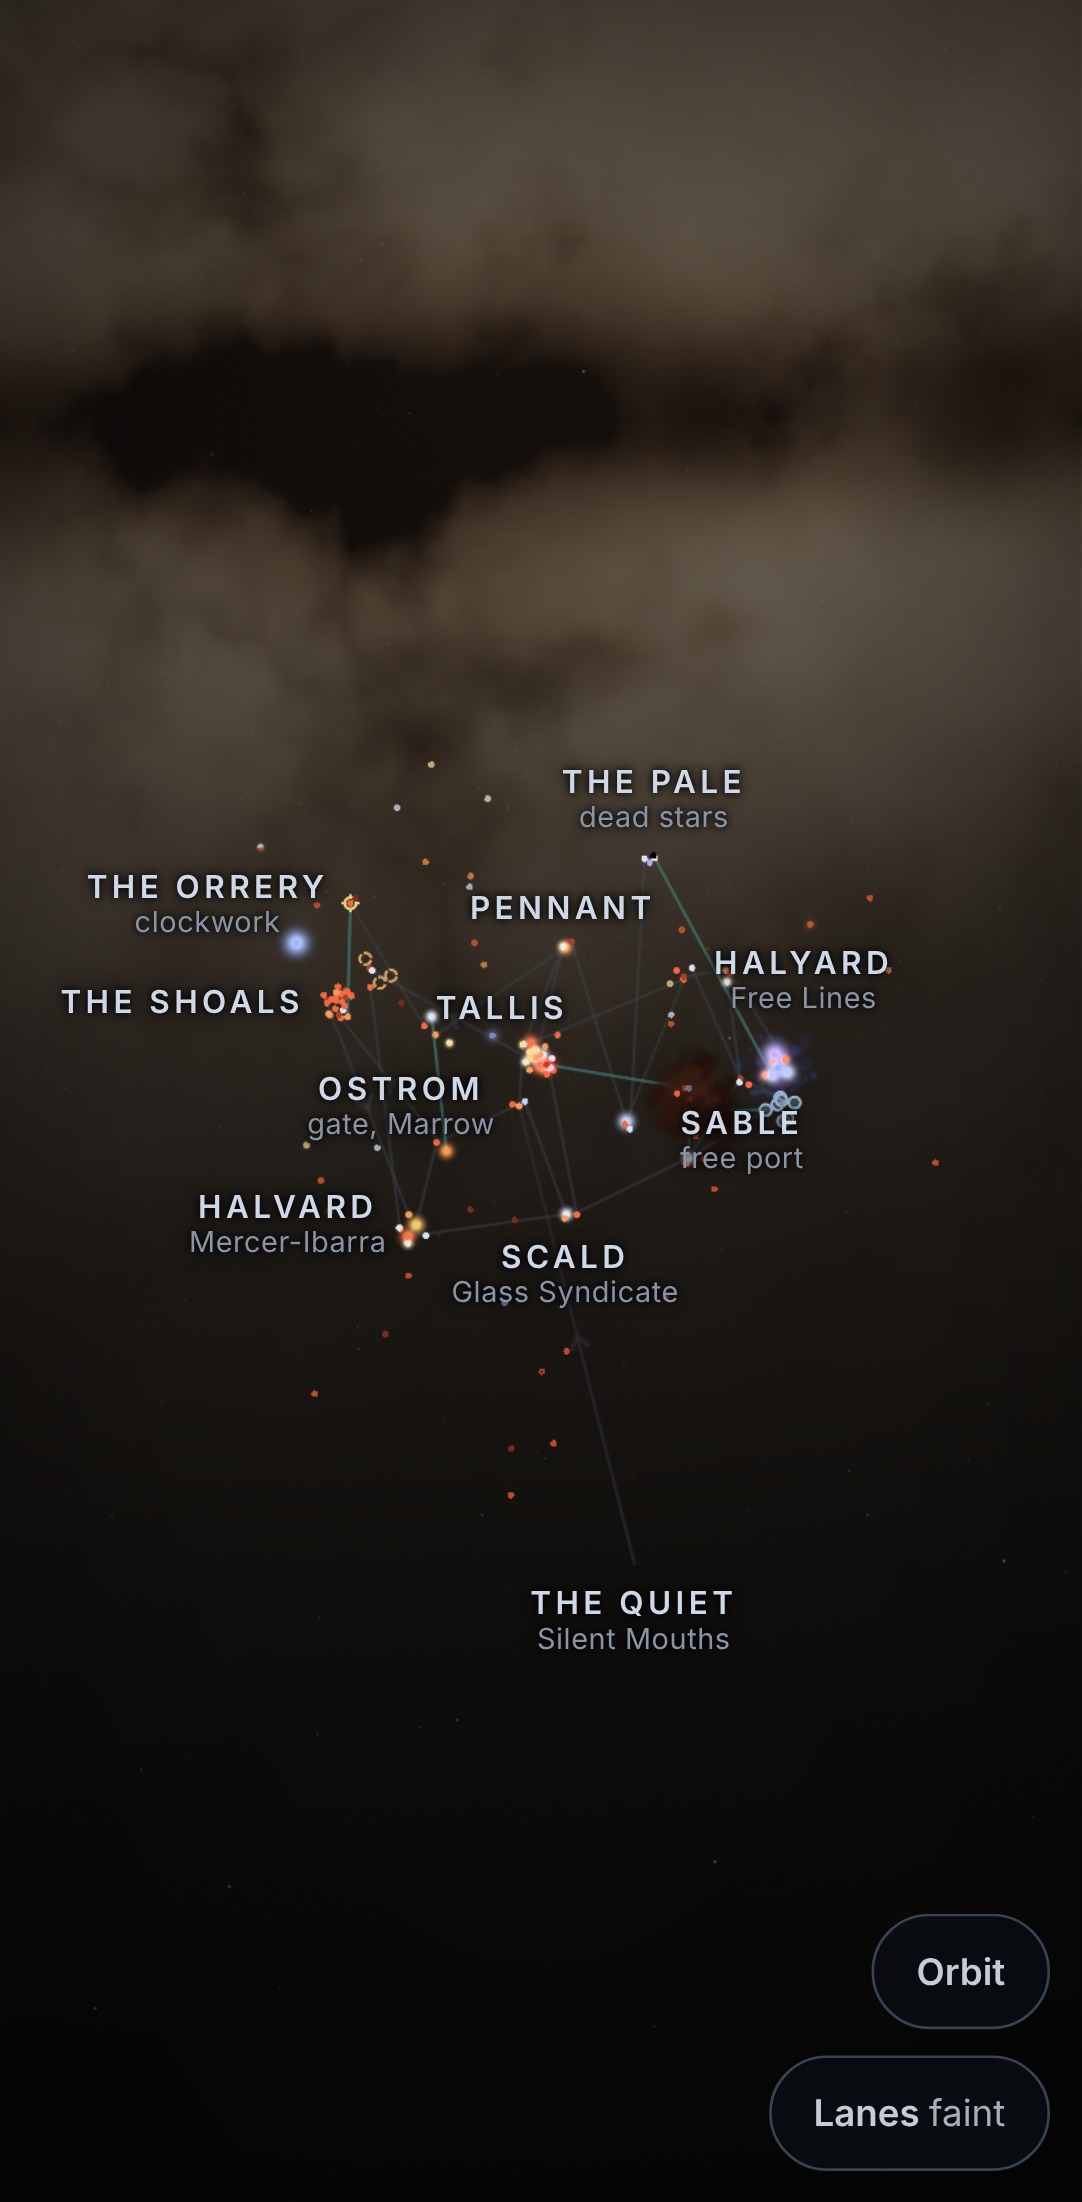 THE PALE
dead stars
THE ORRERY
clockwork
PENNANT
HALYARD
Free Lines
THE SHOALS
TALLIS
OSTROM
gate, Marrow
SABLE
free port
HALVARD
Mercer-Ibarra
SCALD
Glass Syndicate
THE QUIET
Silent Mouths
Orbit
Lanes faint